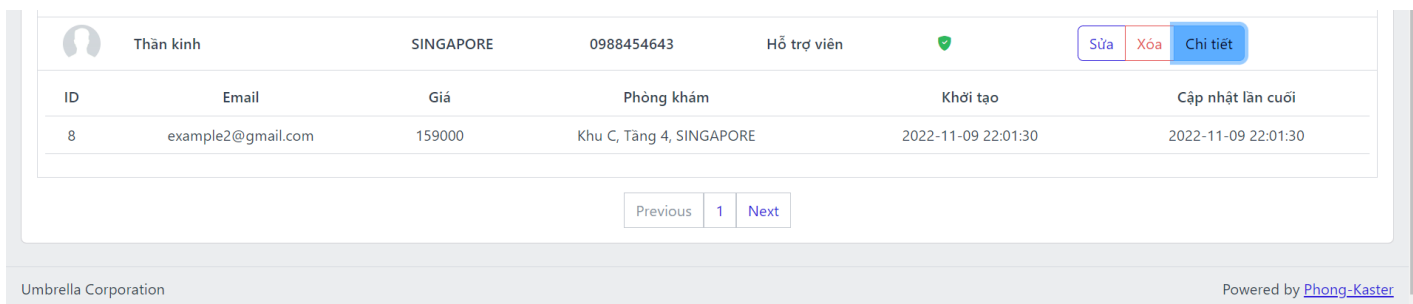 Thần kinh SINGAPORE 0988454643 Hỗ trợ viên Sửa Xóa Chi tiết
ID Email Giá Phòng khám Khởi tạo Cập nhật lần cuối
8 example2@gmail.com 159000 Khu C, Tầng 4, SINGAPORE 2022-11-09 22:01:30 2022-11-09 22:01:30
Previous 1 Next
Umbrella Corporation Powered by Phong-Kaster